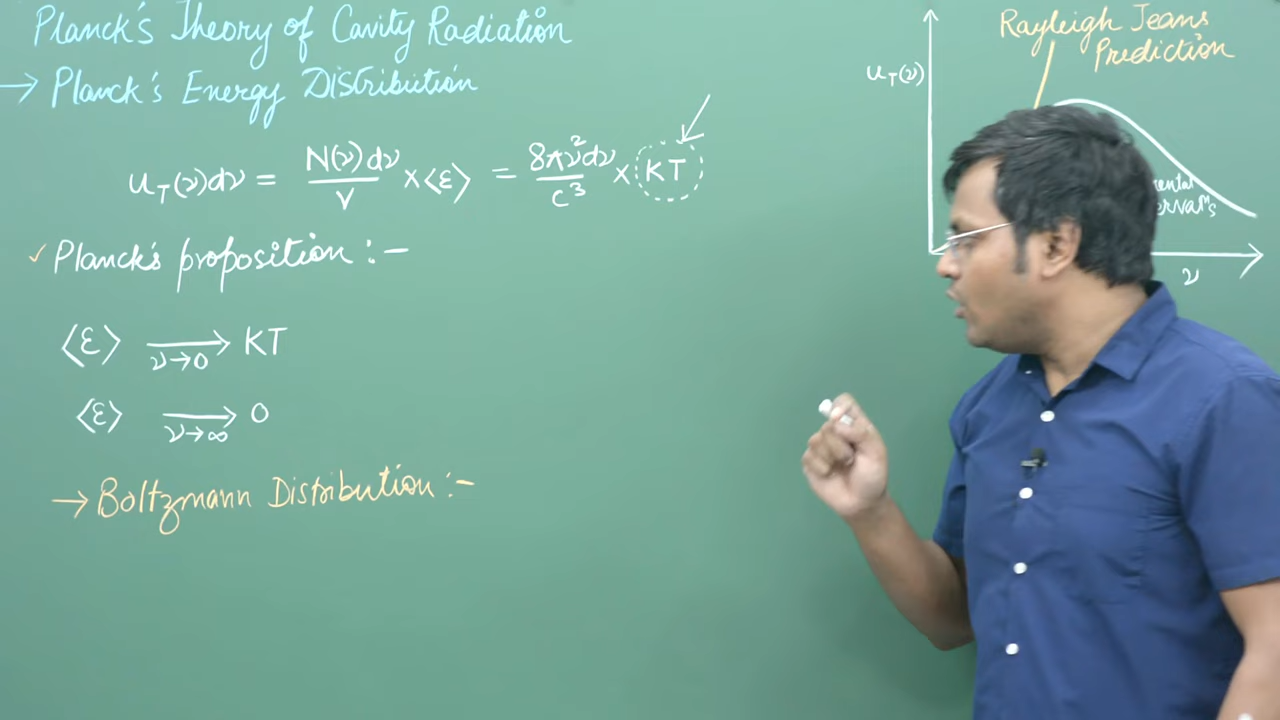 Planck's Theory of Cavity Radiation
→ Planck's Energy Distribution
u_T(ν)dν = N(ν)dν/V × ⟨ε⟩ = 8πν²dν/c³ × KT
✓ Planck's proposition :-
⟨ε⟩ →(ν→0) KT
⟨ε⟩ →(ν→∞) 0
→ Boltzmann Distribution :-
Rayleigh Jeans
Prediction
u_T(ν)
ν